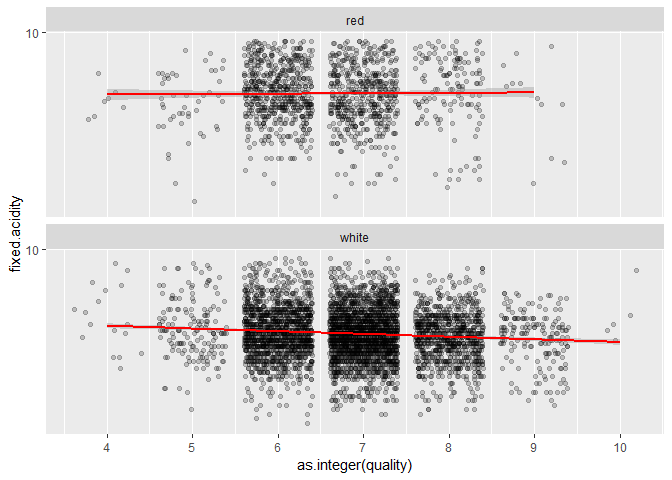 red
10
white
10
fixed.acidity
4 5 6 7 8 9 10
as.integer(quality)